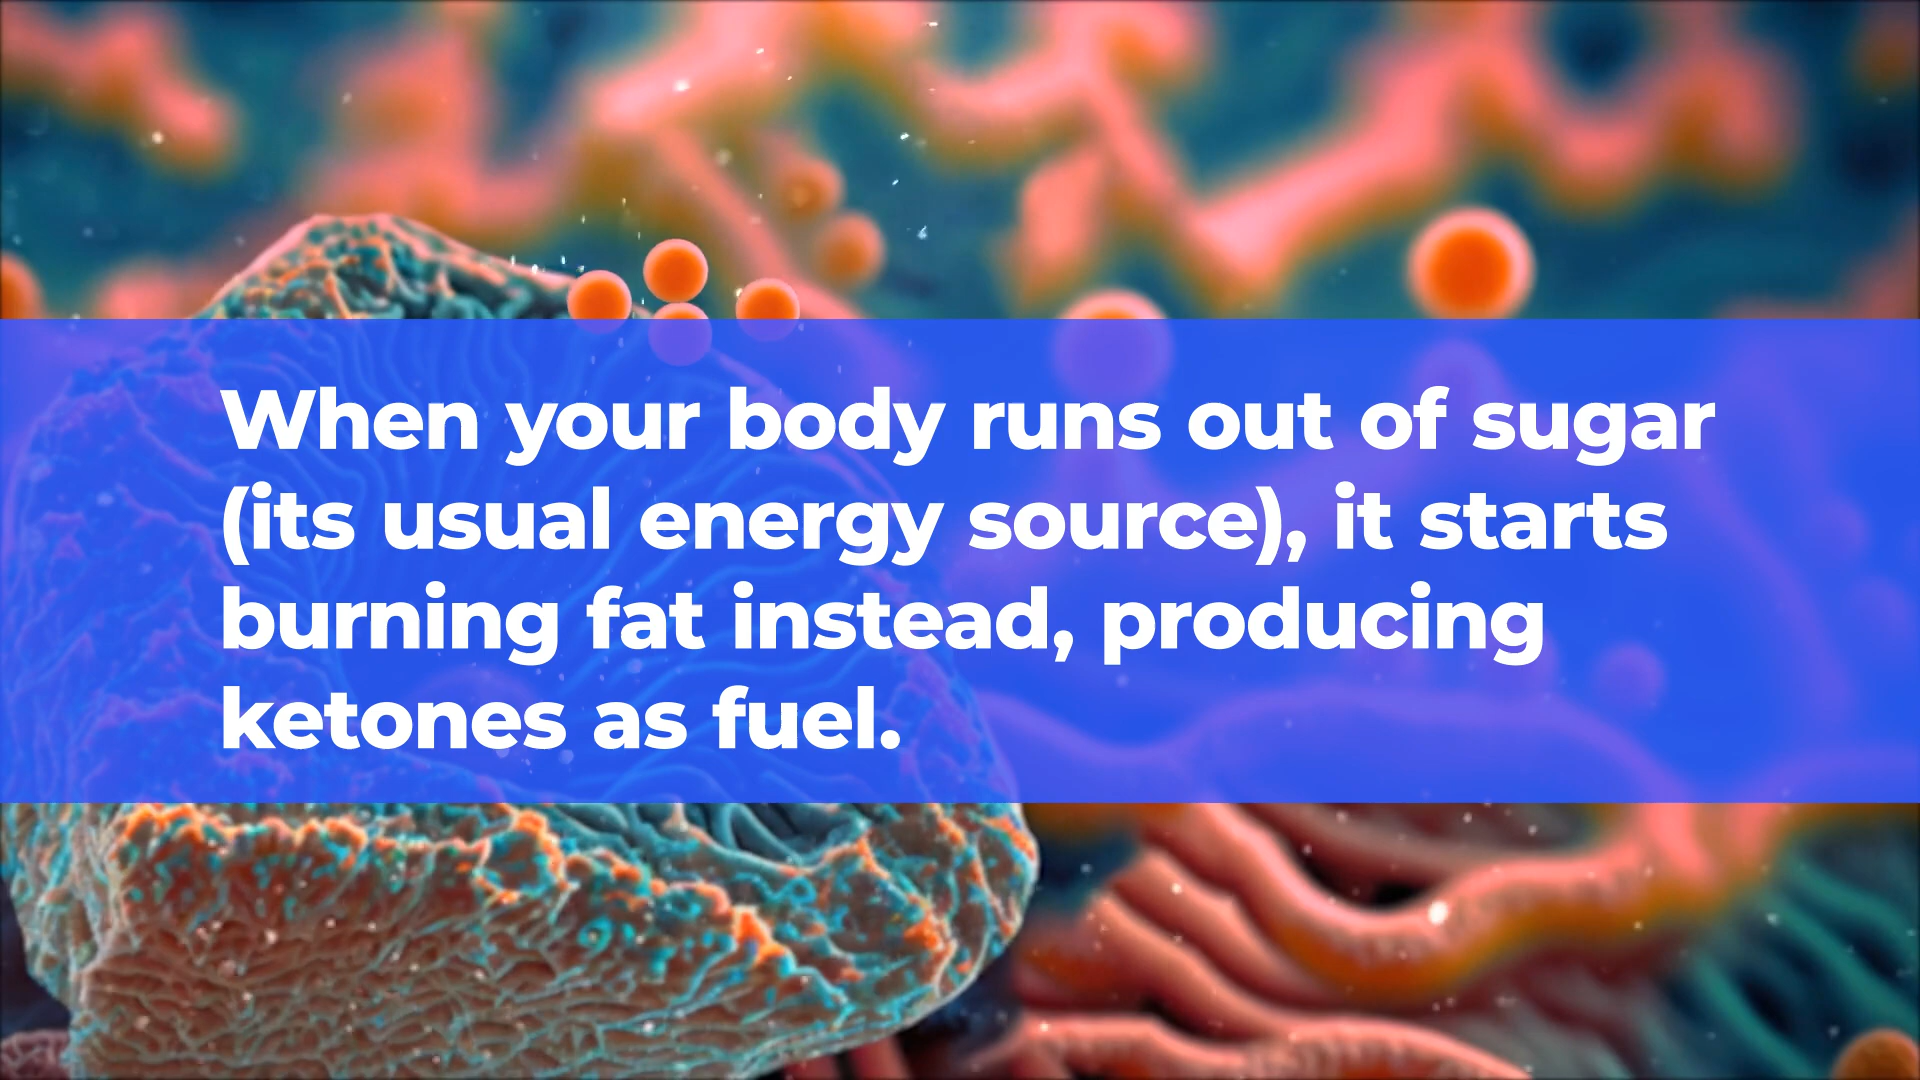 When your body runs out of sugar
(its usual energy source), it starts
burning fat instead, producing
ketones as fuel.